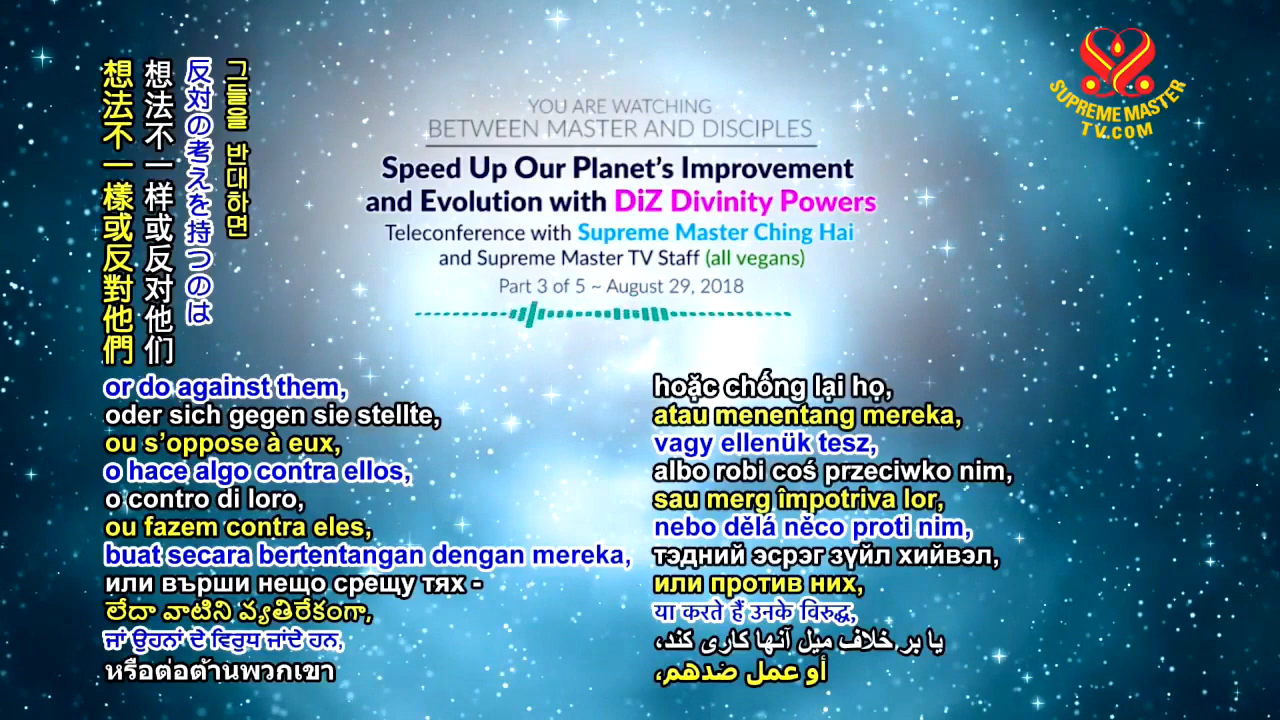 그들을 반대하면
反対の考えを持つのは
想法不一样或反对他们
想法不一樣或反對他們
YOU ARE WATCHING
BETWEEN MASTER AND DISCIPLES
Speed Up Our Planet's Improvement
and Evolution with DiZ Divinity Powers
Teleconference with Supreme Master Ching Hai
and Supreme Master TV Staff (all vegans)
Part 3 of 5 ~ August 29, 2018
SUPREME MASTER
TV.COM
or do against them,
oder sich gegen sie stellte,
ou s'oppose à eux,
o hace algo contra ellos,
o contro di loro,
ou fazem contra eles,
buat secara bertentangan dengan mereka,
или върши нещо срещу тях -
లేదా వాటిని వ్యతిరేకంగా,
ਜਾਂ ਉਹਨਾਂ ਦੇ ਵਿਰੁਧ ਜਾਂਦੇ ਹਨ,
หรือต่อต้านพวกเขา
hoặc chống lại họ,
atau menentang mereka,
vagy ellenük tesz,
albo robi coś przeciwko nim,
sau merg împotriva lor,
nebo dělá něco proti nim,
тэдний эсрэг зүйл хийвэл,
или против них,
या करते हैं उनके विरुद्ध,
یا بر خلاف میل آنها کاری کند،
أو عمل ضدهم،